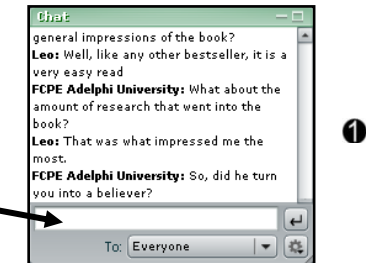 Chat
general impressions of the book?
Leo: Well, like any other bestseller, it is a
very easy read
FCPE Adelphi University: What about the
amount of research that went into the
book?
Leo: That was what impressed me the
most.
FCPE Adelphi University: So, did he turn
you into a believer?
To: Everyone
1